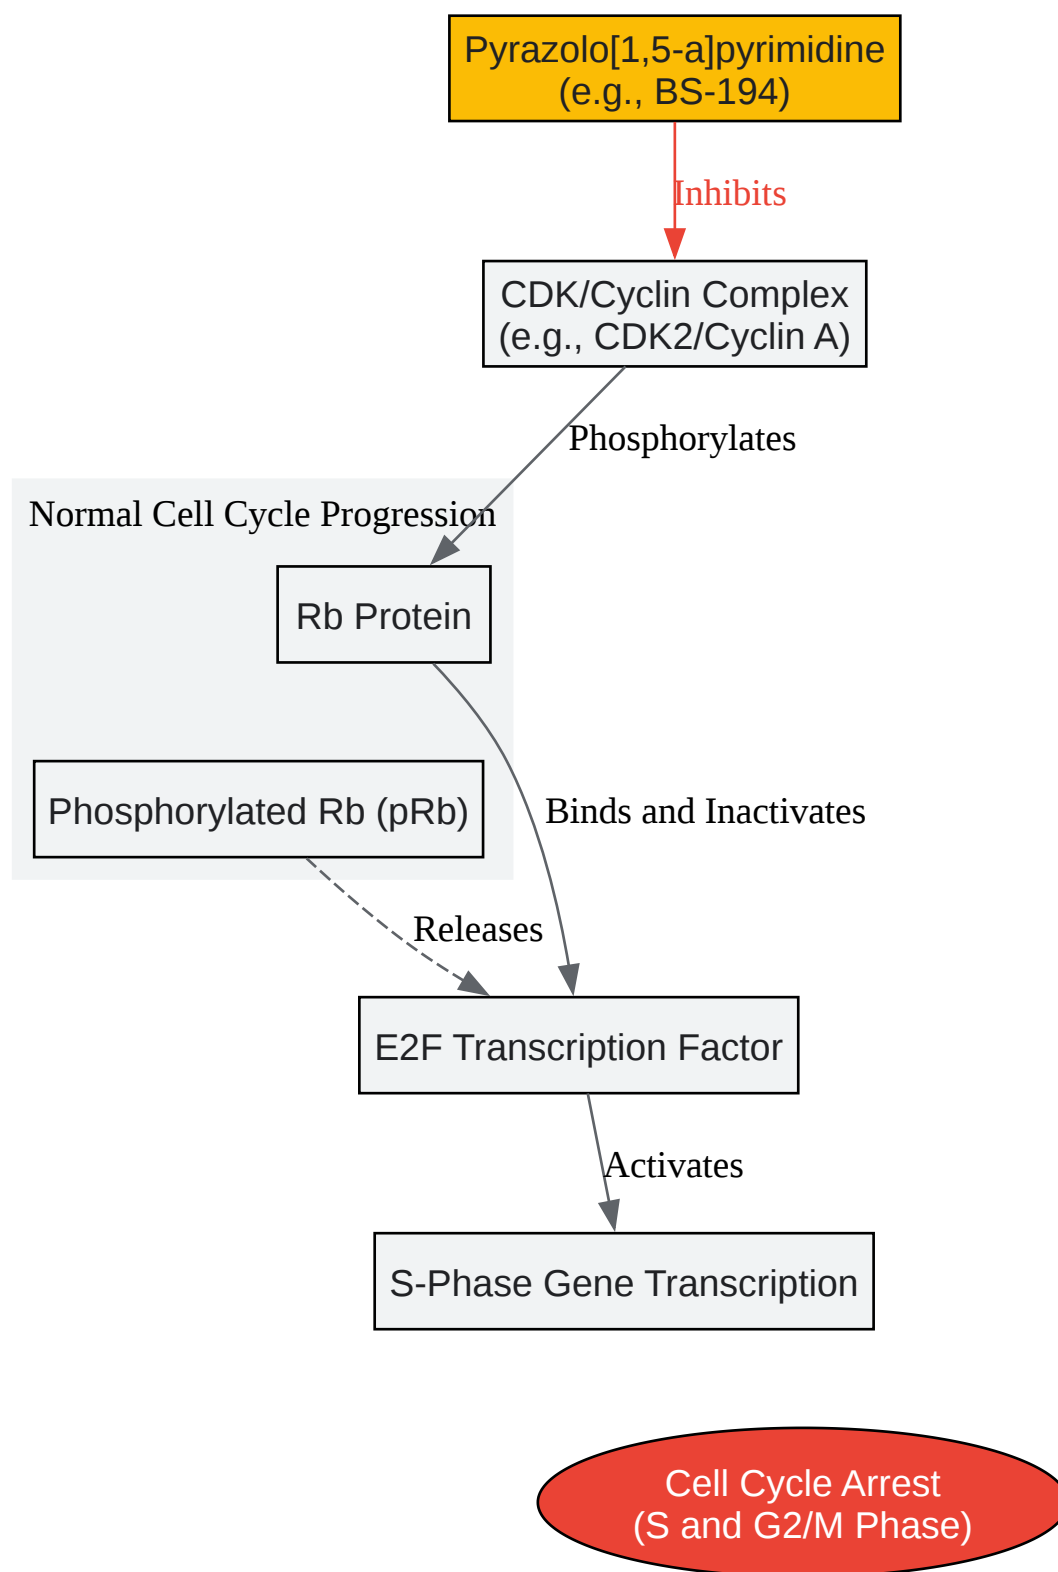 Pyrazolo[1,5-a]pyrimidine
(e.g., BS-194)
Inhibits
CDK/Cyclin Complex
(e.g., CDK2/Cyclin A)
Phosphorylates
Normal Cell Cycle Progression
Rb Protein
Phosphorylated Rb (pRb)
Binds and Inactivates
Releases
E2F Transcription Factor
Activates
S-Phase Gene Transcription
Cell Cycle Arrest
(S and G2/M Phase)